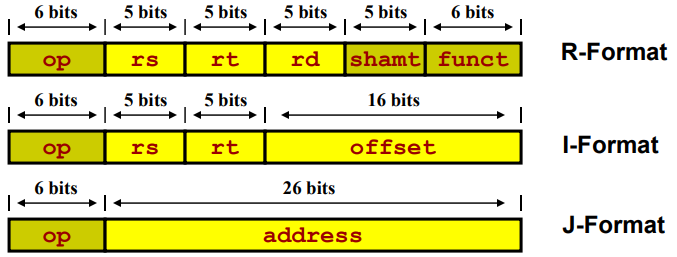 6 bits 5 bits 5 bits 5 bits 5 bits 6 bits
op rs rt rd shamt funct R-Format
6 bits 5 bits 5 bits 16 bits
op rs rt offset I-Format
6 bits 26 bits
op address J-Format